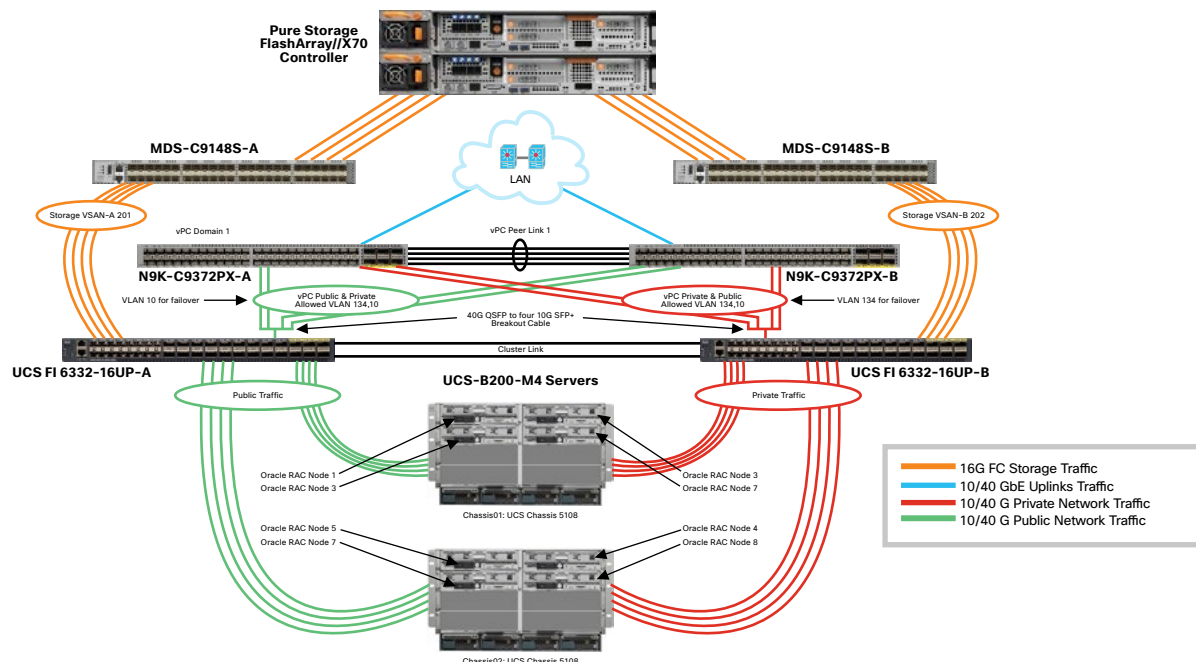 Pure Storage
FlashArray//X70
Controller
MDS-C9148S-A
MDS-C9148S-B
LAN
Storage VSAN-A 201
Storage VSAN-B 202
vPC Domain 1
vPC Peer Link 1
N9K-C9372PX-A
N9K-C9372PX-B
VLAN 10 for failover
vPC Public & Private
Allowed VLAN 134,10
vPC Private & Public
Allowed VLAN 134,10
VLAN 134 for failover
40G QSFP to four 10G SFP+
Breakout Cable
Cluster Link
UCS FI 6332-16UP-A
UCS FI 6332-16UP-B
UCS-B200-M4 Servers
Public Traffic
Private Traffic
Oracle RAC Node 1
Oracle RAC Node 3
Oracle RAC Node 3
Oracle RAC Node 7
Chassis01: UCS Chassis 5108
Oracle RAC Node 5
Oracle RAC Node 7
Oracle RAC Node 4
Oracle RAC Node 8
Chassis02: UCS Chassis 5108
16G FC Storage Traffic
10/40 GbE Uplinks Traffic
10/40 G Private Network Traffic
10/40 G Public Network Traffic